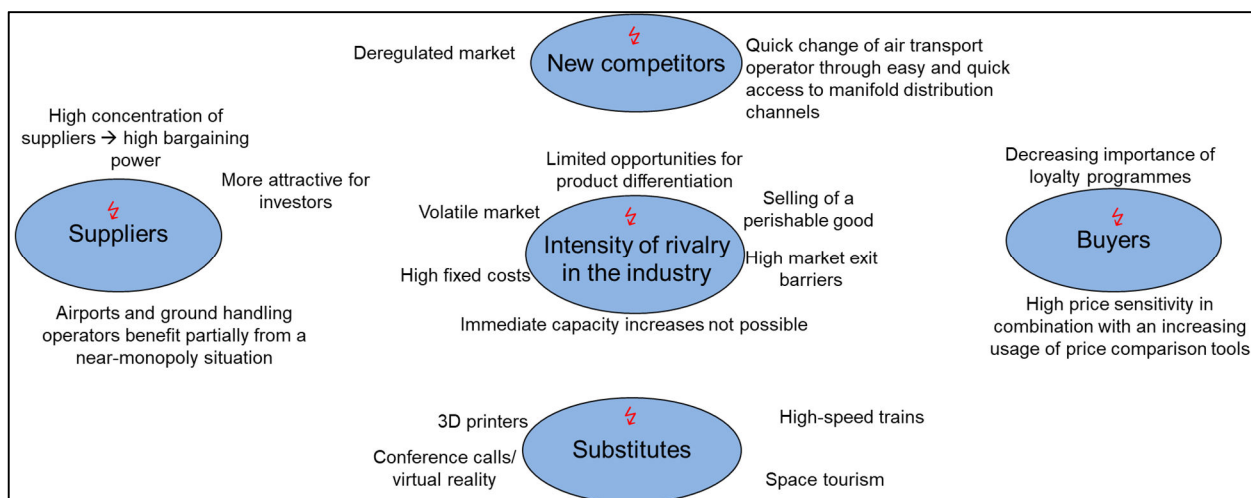 Deregulated market
New competitors
Quick change of air transport
operator through easy and quick
access to manifold distribution
channels
High concentration of
suppliers → high bargaining
power
More attractive for
investors
Suppliers
Airports and ground handling
operators benefit partially from a
near-monopoly situation
Limited opportunities for
product differentiation
Volatile market
Selling of a
perishable good
Intensity of rivalry
in the industry
High fixed costs
High market exit
barriers
Immediate capacity increases not possible
Decreasing importance of
loyalty programmes
Buyers
High price sensitivity in
combination with an increasing
usage of price comparison tools
3D printers
High-speed trains
Substitutes
Conference calls/
virtual reality
Space tourism